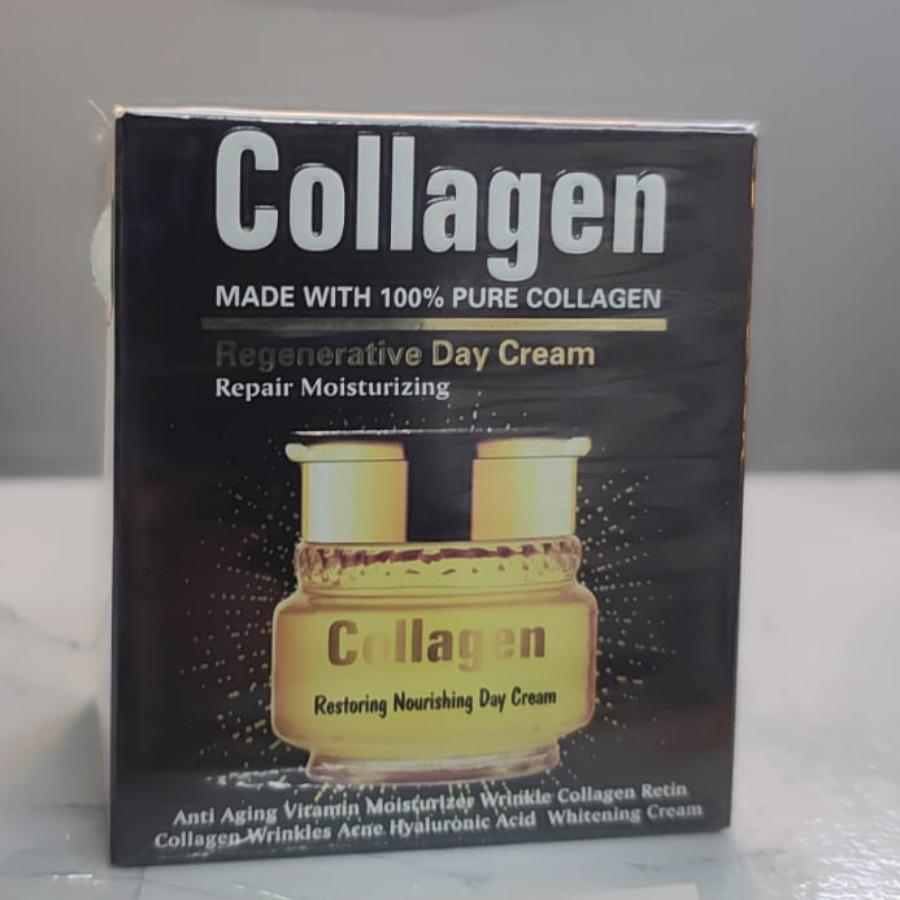 Collagen
MADE WITH 100% PURE COLLAGEN
Regenerative Day Cream
Repair Moisturizing
Collagen
Restoring Nourishing Day Cream
Anti Aging Vitamin Moisturizer Wrinkle Collagen Retin
Collagen Wrinkles Acne Hyaluronic Acid Whitening Cream